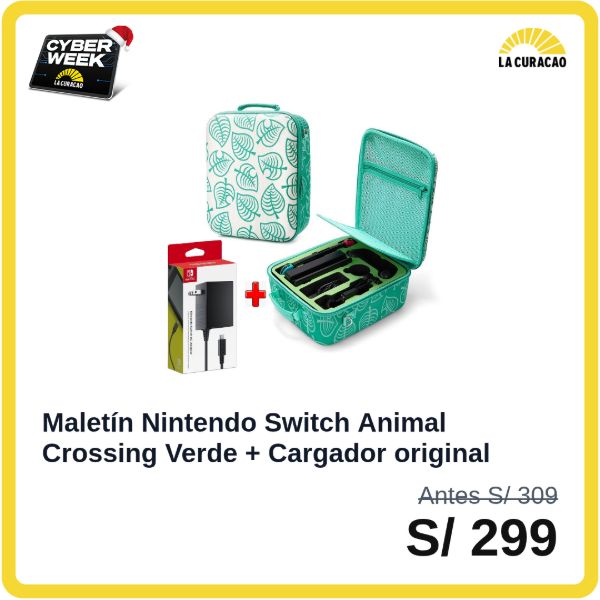 CYBER
WEEK
LA CURACAO
LA CURACAO
Maletín Nintendo Switch Animal
Crossing Verde + Cargador original
Antes S/ 309
S/ 299